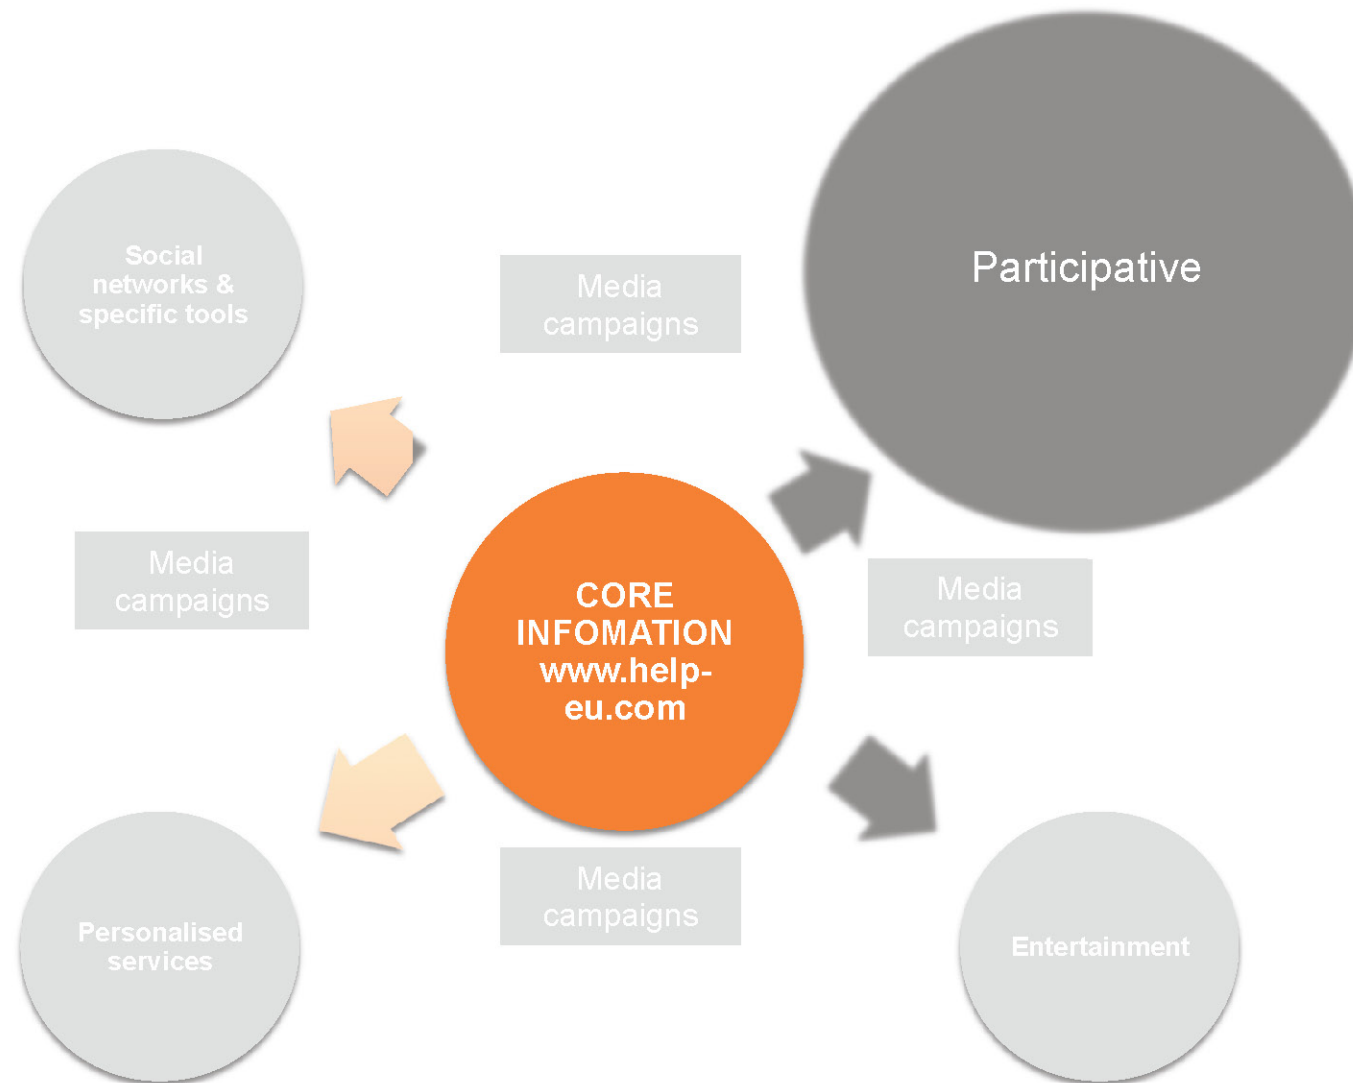 Social
networks &
specific tools
Media
campaigns
Participative
Media
campaigns
CORE
INFOMATION
www.help-
eu.com
Media
campaigns
Personalised
services
Media
campaigns
Entertainment